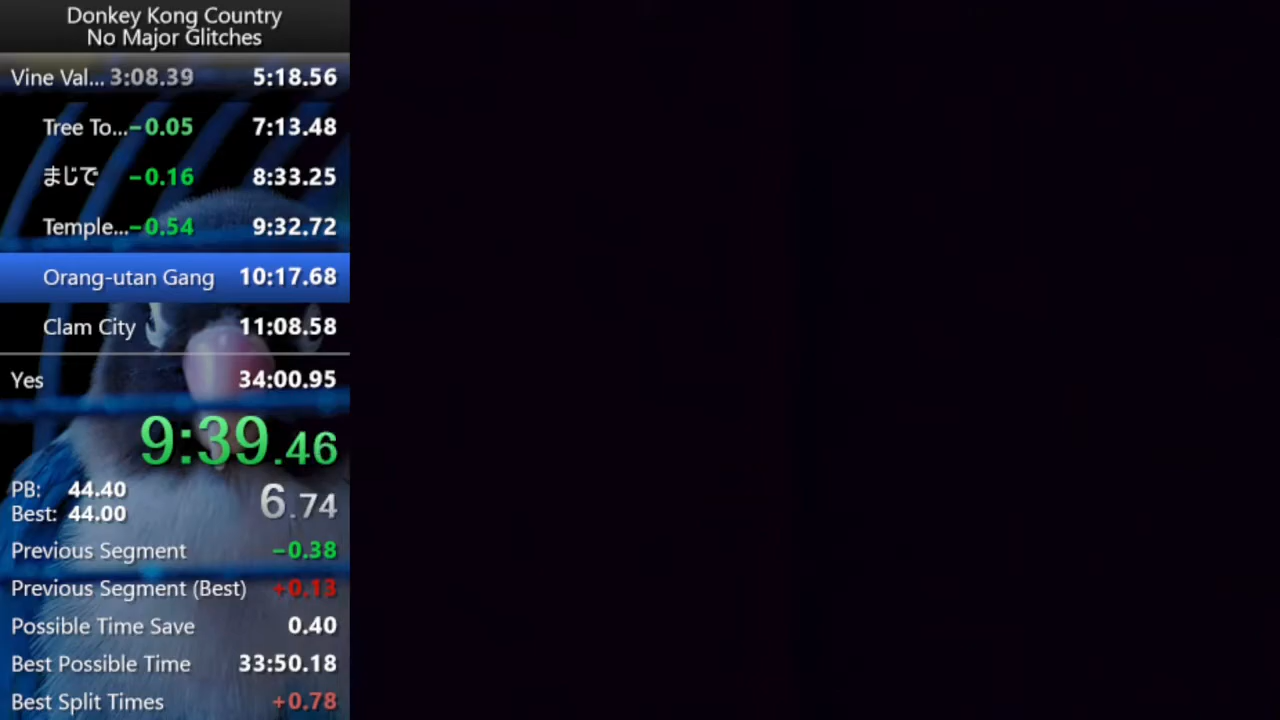 Donkey Kong Country
No Major Glitches
Vine Val... 3:08.39 5:18.56
Tree To... −0.05 7:13.48
まじで −0.16 8:33.25
Temple... −0.54 9:32.72
Orang-utan Gang 10:17.68
Clam City 11:08.58
Yes 34:00.95
9:39.46
PB: 44.40 6.74
Best: 44.00
Previous Segment −0.38
Previous Segment (Best) +0.13
Possible Time Save 0.40
Best Possible Time 33:50.18
Best Split Times +0.78